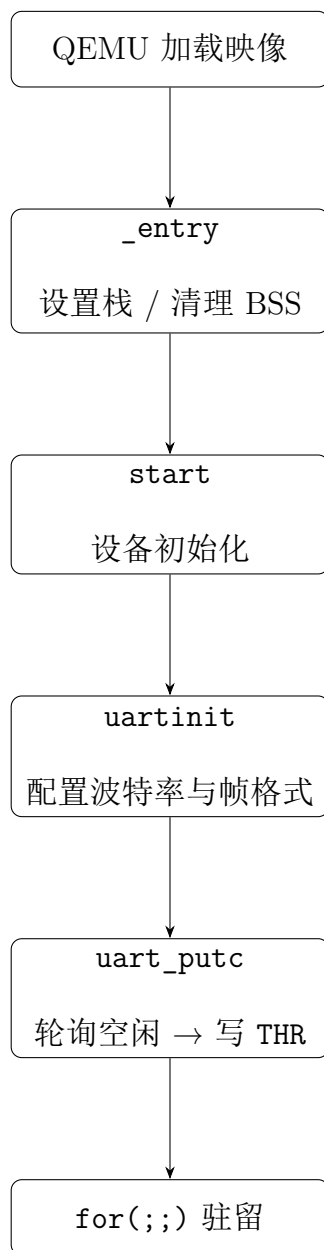 QEMU 加载映像
_entry
设置栈 / 清理 BSS
start
设备初始化
uartinit
配置波特率与帧格式
uart_putc
轮询空闲 → 写 THR
for(;;) 驻留